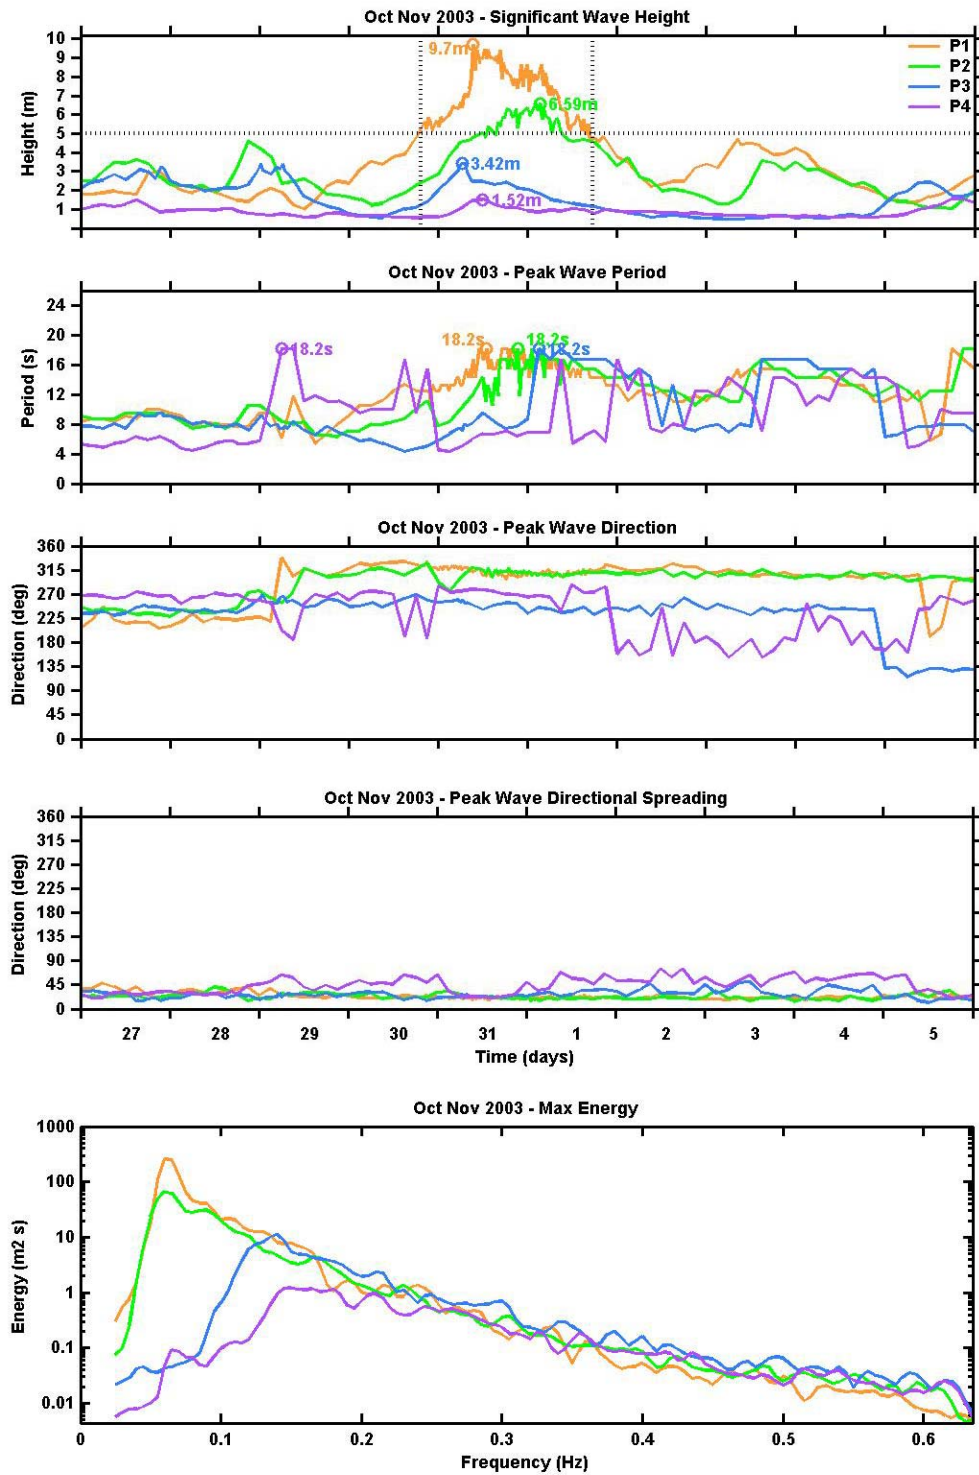 Oct Nov 2003 - Significant Wave Height
Height (m)
10
9
8
7
6
5
4
3
2
1
9.7m
6.59m
3.42m
1.52m
P1
P2
P3
P4
Oct Nov 2003 - Peak Wave Period
Period (s)
24
20
16
12
8
4
0
18.2s
18.2s
18.2s
18.2s
Oct Nov 2003 - Peak Wave Direction
Direction (deg)
360
315
270
225
180
135
90
45
0
Oct Nov 2003 - Peak Wave Directional Spreading
Direction (deg)
360
315
270
225
180
135
90
45
0
27 28 29 30 31 1 2 3 4 5
Time (days)
Oct Nov 2003 - Max Energy
Energy (m2 s)
1000
100
10
1
0.1
0.01
0 0.1 0.2 0.3 0.4 0.5 0.6
Frequency (Hz)